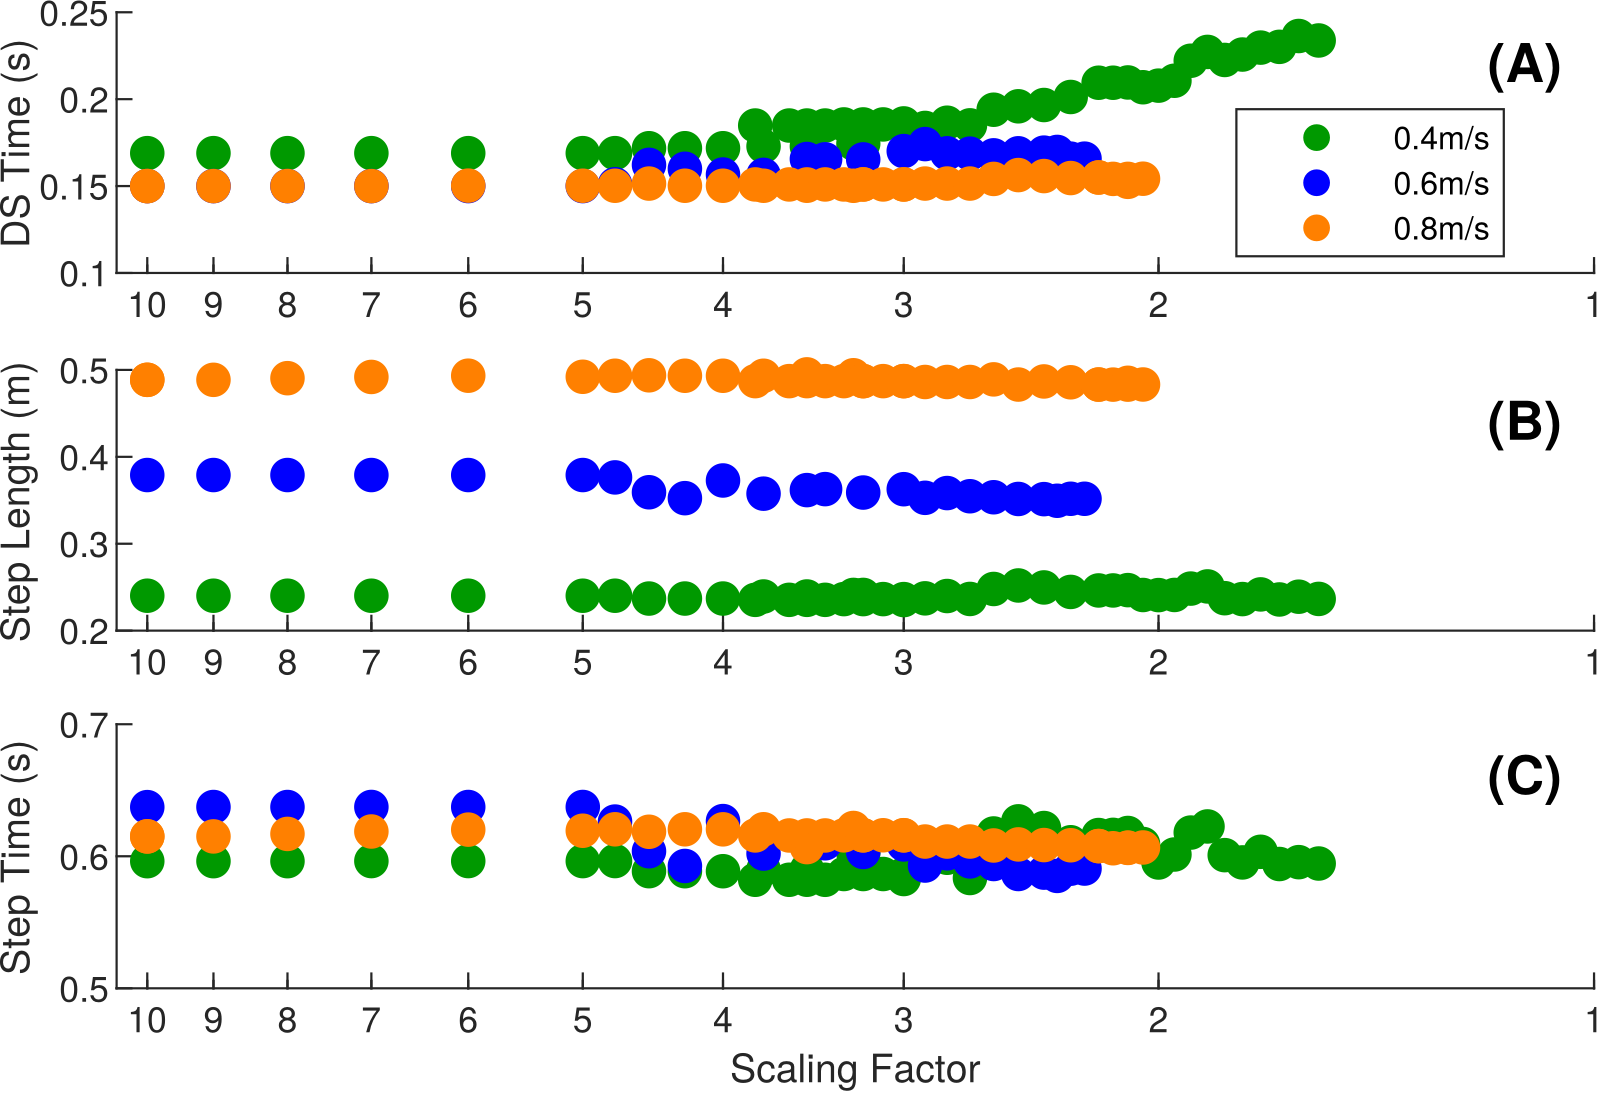 DS Time (s)
0.25
0.2
0.15
0.1
10 9 8 7 6 5 4 3 2 1
(A)
0.4m/s
0.6m/s
0.8m/s
Step Length (m)
0.5
0.4
0.3
0.2
10 9 8 7 6 5 4 3 2 1
(B)
Step Time (s)
0.7
0.6
0.5
10 9 8 7 6 5 4 3 2 1
(C)
Scaling Factor